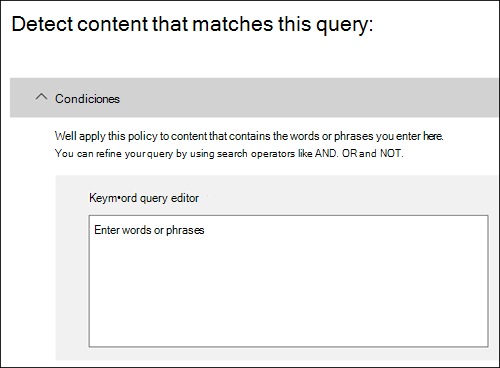 Detect content that matches this query:
Condiciones
Well apply this policy to content that contains the words or phrases you enter here.
You can refine your query by using search operators like AND. OR and NOT.
Keym•ord query editor
Enter words or phrases